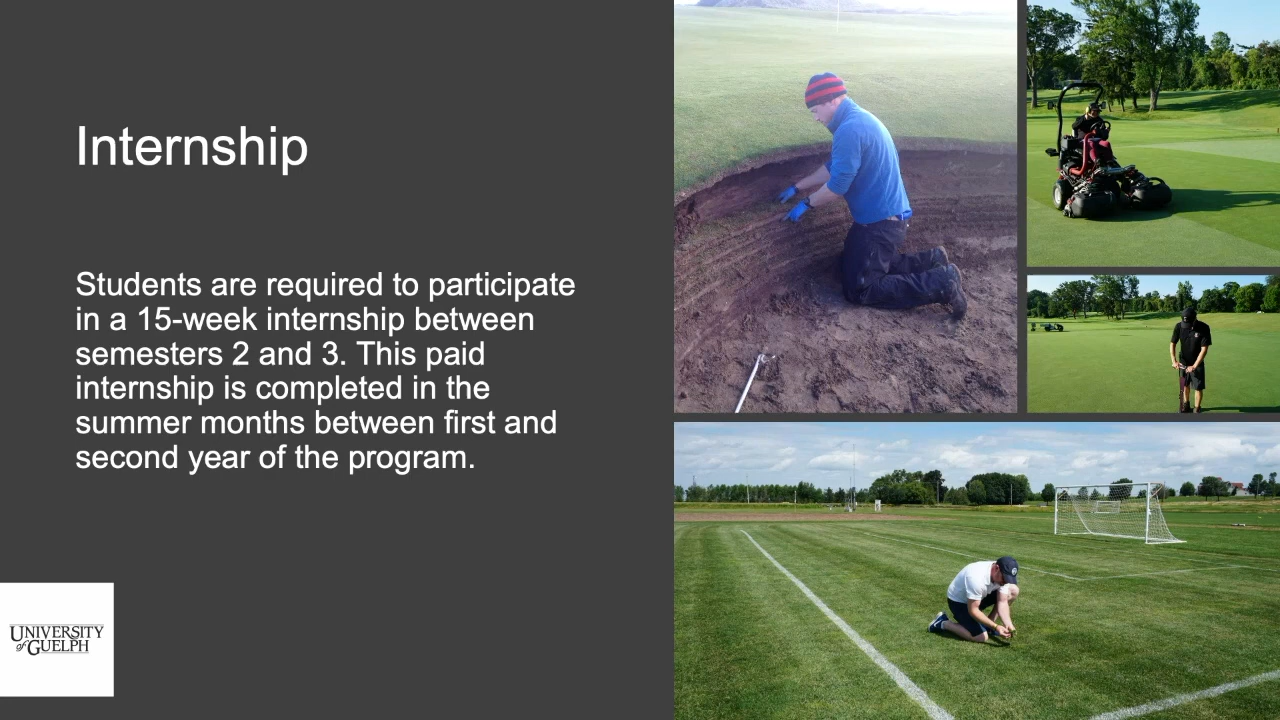 Internship
Students are required to participate
in a 15-week internship between
semesters 2 and 3. This paid
internship is completed in the
summer months between first and
second year of the program.
UNIVERSITY
of GUELPH